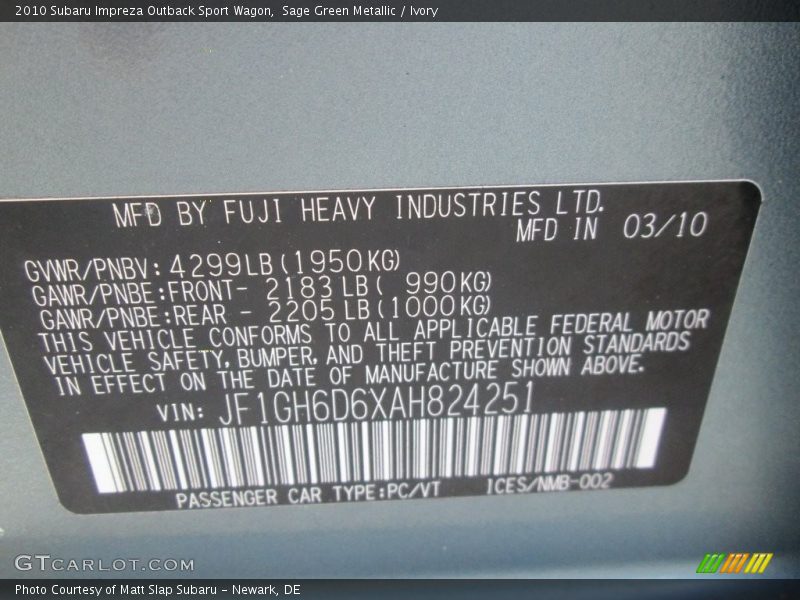 2010 Subaru Impreza Outback Sport Wagon,  Sage Green Metallic / Ivory
MFD BY FUJI HEAVY INDUSTRIES LTD.
MFD IN 03/10
GVWR/PNBV: 4299LB(1950KG)
GAWR/PNBE:FRONT- 2183 LB( 990KG)
GAWR/PNBE:REAR - 2205 LB(1000KG)
THIS VEHICLE CONFORMS TO ALL APPLICABLE FEDERAL MOTOR
VEHICLE SAFETY, BUMPER, AND THEFT PREVENTION STANDARDS
IN EFFECT ON THE DATE OF MANUFACTURE SHOWN ABOVE.
VIN: JF1GH6D6XAH824251
PASSENGER CAR TYPE:PC/VT ICES/NMB-002
GTCARLOT.COM
Photo Courtesy of Matt Slap Subaru - Newark, DE